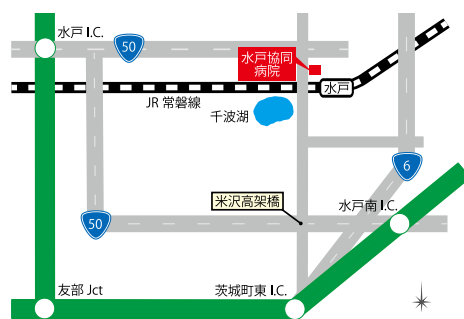 水戸 I.C.
50
水戸協同
病院
水戸
JR 常磐線
千波湖
6
米沢高架橋
水戸南 I.C.
50
友部 Jct
茨城町東 I.C.